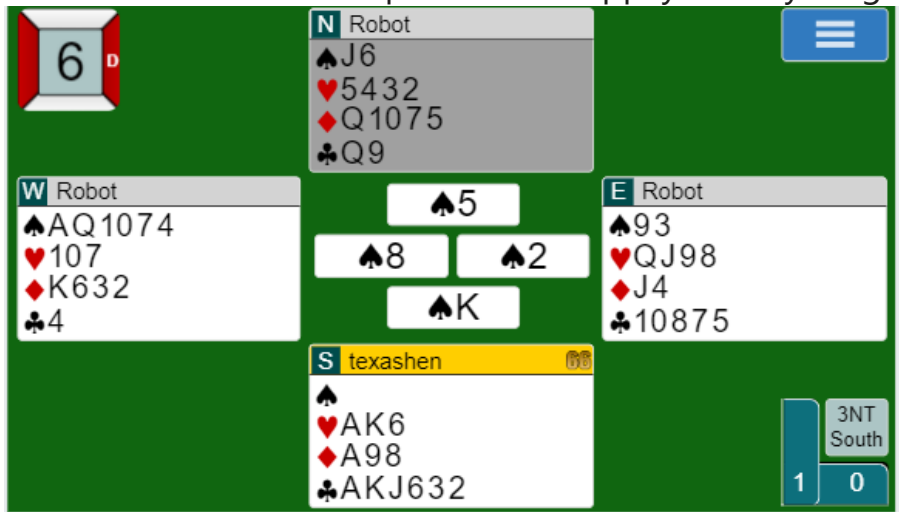 6 D
N Robot
♠J6
♥5432
♦Q1075
♣Q9
W Robot
♠AQ1074
♥107
♦K632
♣4
♠5
♠8
♠2
♠K
E Robot
♠93
♥QJ98
♦J4
♣10875
S texashen 66
♠
♥AK6
♦A98
♣AKJ632
3NT
South
1 0